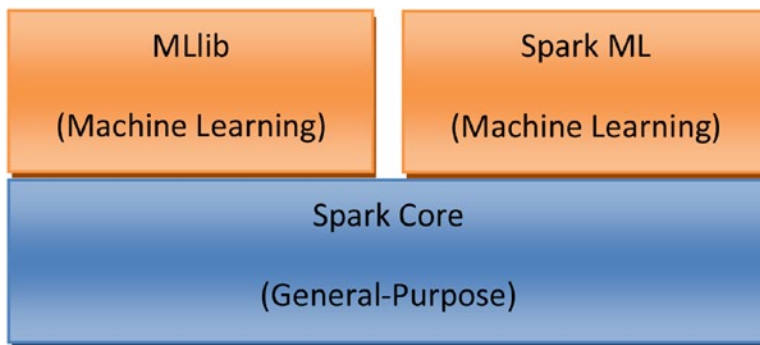 MLlib
(Machine Learning)
Spark ML
(Machine Learning)
Spark Core
(General-Purpose)